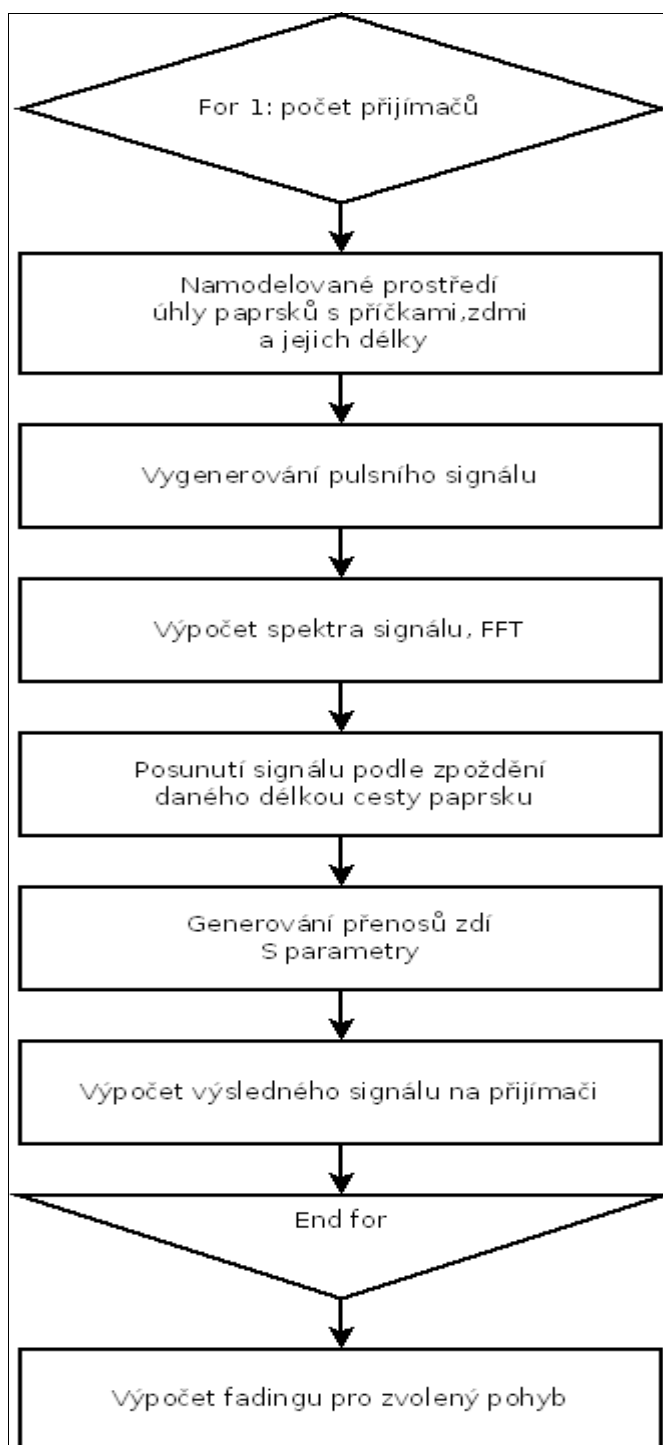 For 1: počet přijímačů
Namodelované prostředí
úhly paprsků s příčkami,zdmi
a jejich délky
Vygenerování pulsního signálu
Výpočet spektra signálu, FFT
Posunutí signálu podle zpoždění
daného délkou cesty paprsku
Generování přenosů zdí
S parametry
Výpočet výsledného signálu na přijímači
End for
Výpočet fadingu pro zvolený pohyb